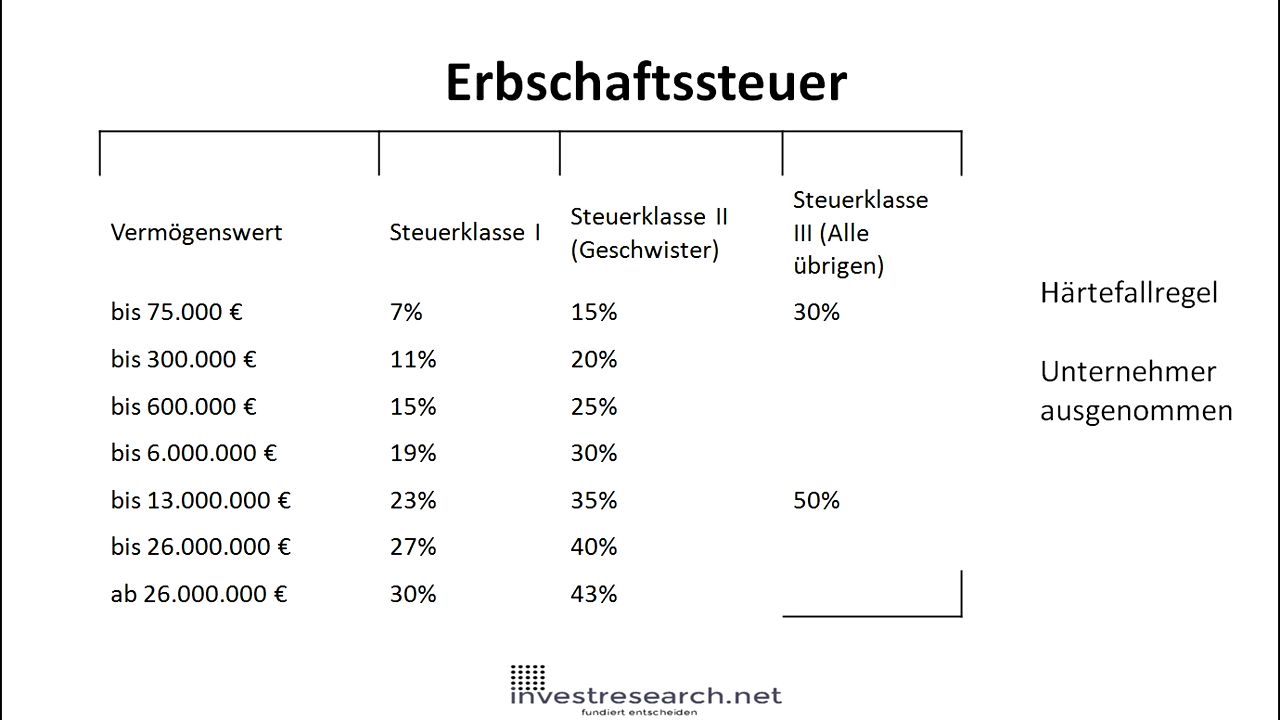 Erbschaftssteuer
Vermögenswert Steuerklasse I Steuerklasse II (Geschwister) Steuerklasse III (Alle übrigen)
bis 75.000 € 7% 15% 30%
bis 300.000 € 11% 20%
bis 600.000 € 15% 25%
bis 6.000.000 € 19% 30%
bis 13.000.000 € 23% 35% 50%
bis 26.000.000 € 27% 40%
ab 26.000.000 € 30% 43%
Härtefallregel
Unternehmer
ausgenommen
investresearch.net
fundiert entscheiden